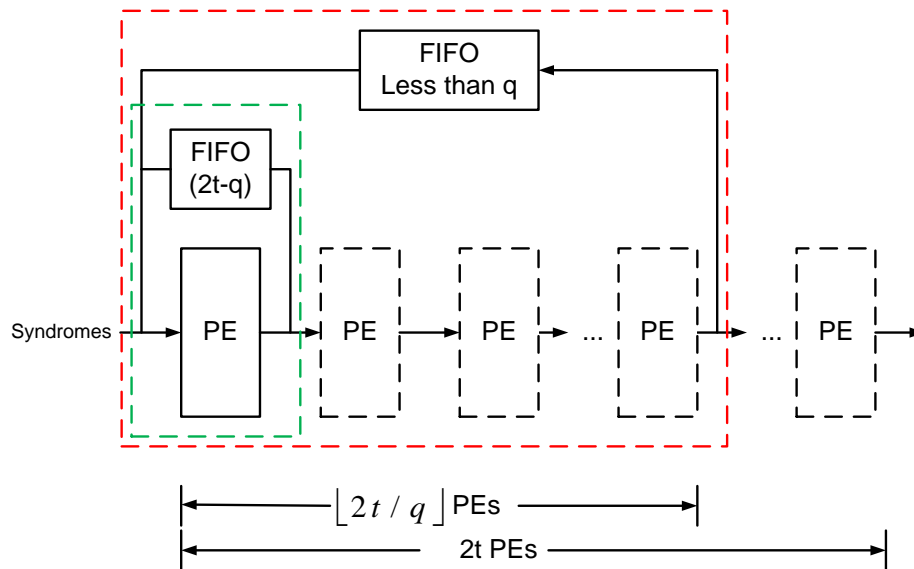 FIFO
Less than q
FIFO
(2t-q)
Syndromes
PE
PE
PE
...
PE
...
PE
⌊2t / q⌋ PEs
2t PEs